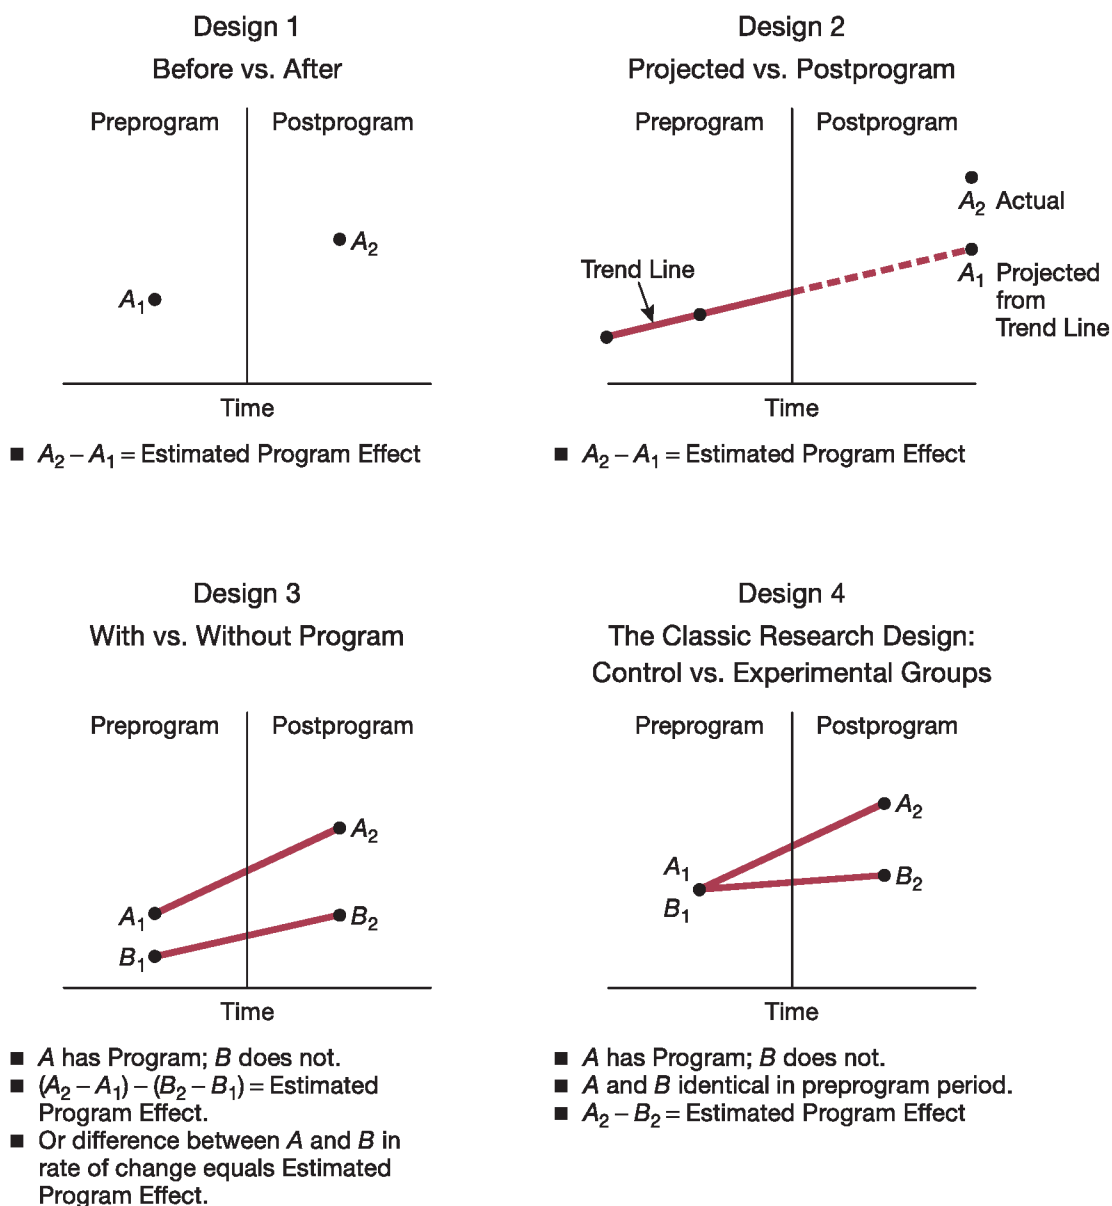 Design 1
Before vs. After
Preprogram
Postprogram
A₂
A₁
Time
■ A₂ – A₁ = Estimated Program Effect
Design 2
Projected vs. Postprogram
Preprogram
Postprogram
A₂ Actual
Trend Line
A₁ Projected
from
Trend Line
Time
■ A₂ – A₁ = Estimated Program Effect
Design 3
With vs. Without Program
Preprogram
Postprogram
A₂
A₁
B₂
B₁
Time
■ A has Program; B does not.
■ (A₂ – A₁) – (B₂ – B₁) = Estimated
Program Effect.
■ Or difference between A and B in
rate of change equals Estimated
Program Effect.
Design 4
The Classic Research Design:
Control vs. Experimental Groups
Preprogram
Postprogram
A₂
A₁
B₂
B₁
Time
■ A has Program; B does not.
■ A and B identical in preprogram period.
■ A₂ – B₂ = Estimated Program Effect